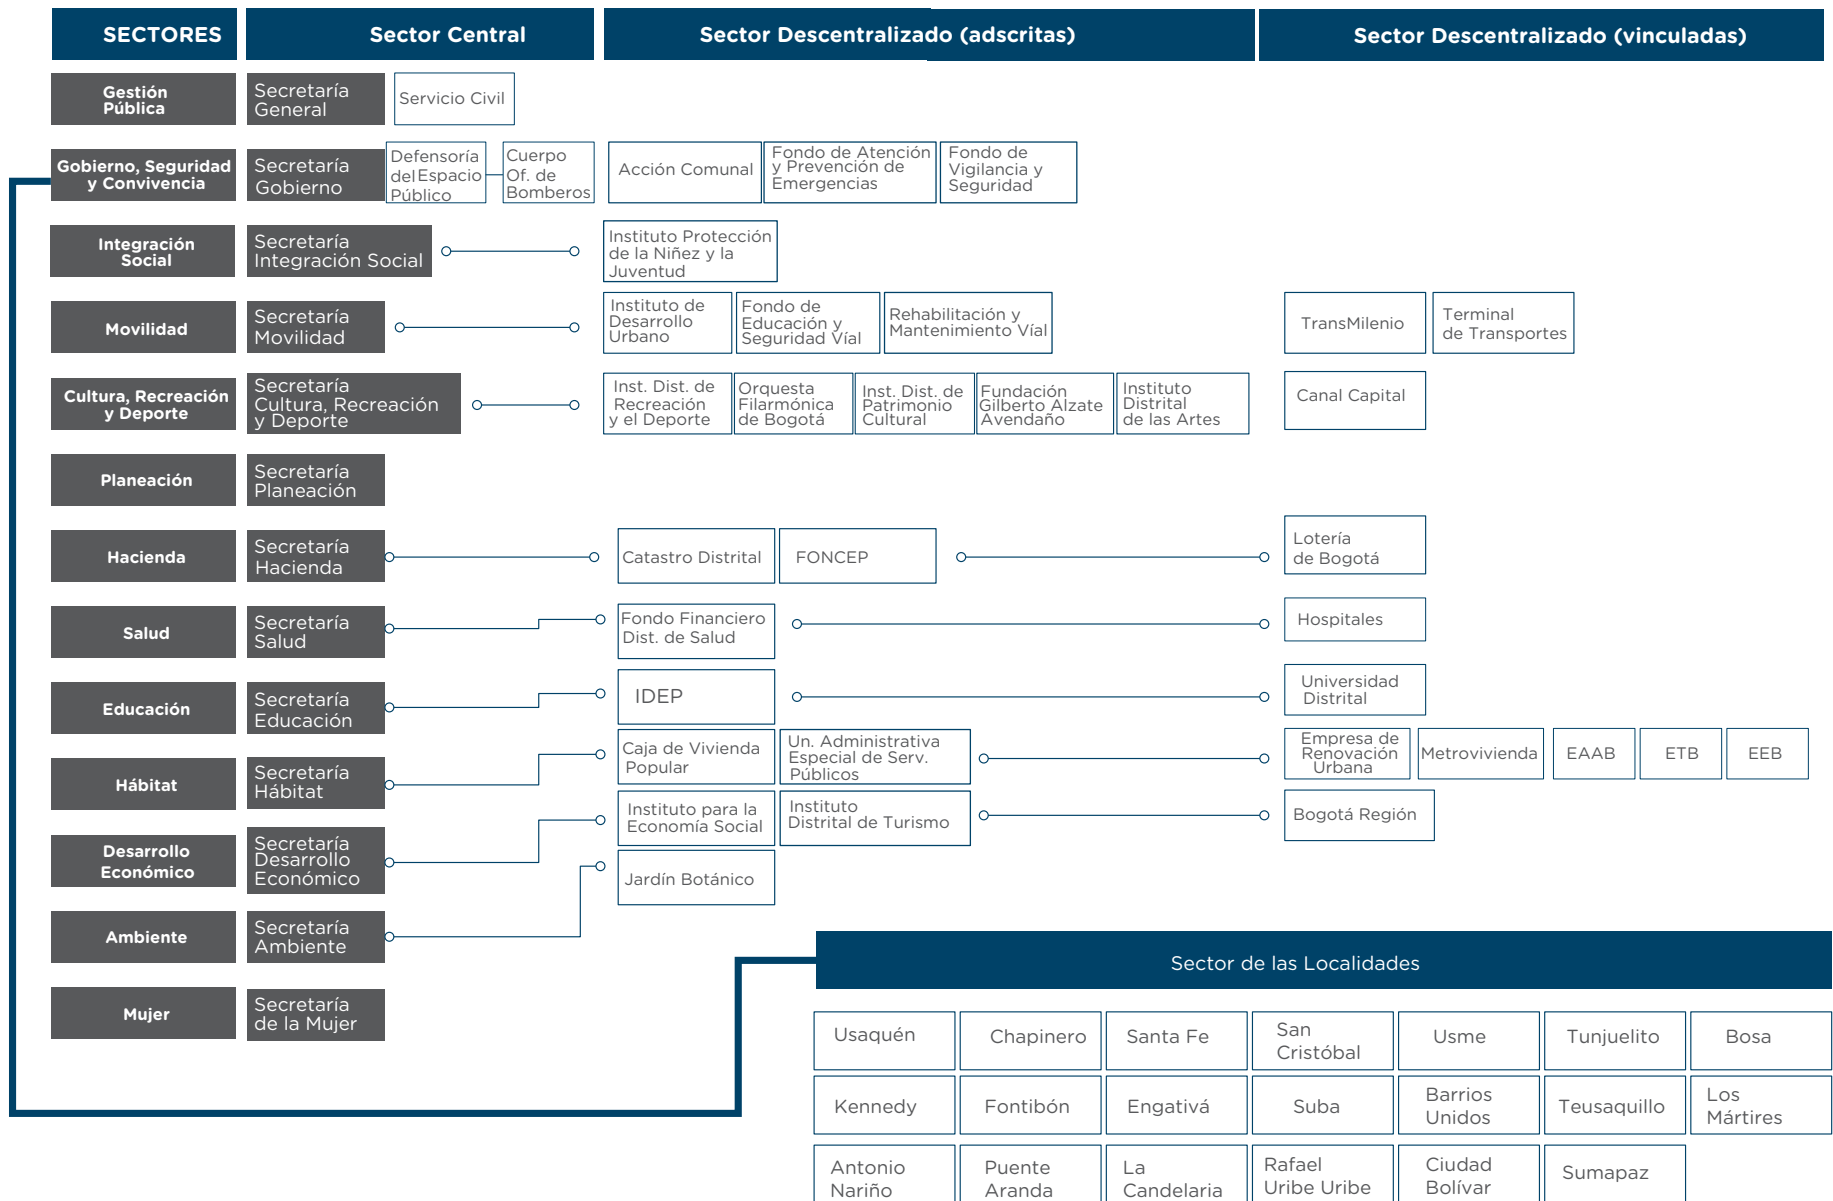 SECTORES
Sector Central
Sector Descentralizado (adscritas)
Sector Descentralizado (vinculadas)
Gestión
Pública
Secretaría
General
Servicio Civil
Gobierno, Seguridad
y Convivencia
Secretaría
Gobierno
Defensoría
del Espacio
Público
Cuerpo
Of. de
Bomberos
Acción Comunal
Fondo de Atención
y Prevención de
Emergencias
Fondo de
Vigilancia y
Seguridad
Integración
Social
Secretaría
Integración Social
Instituto Protección
de la Niñez y la
Juventud
Movilidad
Secretaría
Movilidad
Instituto de
Desarrollo
Urbano
Fondo de
Educación y
Seguridad Víal
Rehabilitación y
Mantenimiento Víal
TransMilenio
Terminal
de Transportes
Cultura, Recreación
y Deporte
Secretaría
Cultura, Recreación
y Deporte
Inst. Dist. de
Recreación
y el Deporte
Orquesta
Filarmónica
de Bogotá
Inst. Dist. de
Patrimonio
Cultural
Fundación
Gilberto Alzate
Avendaño
Instituto
Distrital
de las Artes
Canal Capital
Planeación
Secretaría
Planeación
Hacienda
Secretaría
Hacienda
Catastro Distrital
FONCEP
Lotería
de Bogotá
Salud
Secretaría
Salud
Fondo Financiero
Dist. de Salud
Hospitales
Educación
Secretaría
Educación
IDEP
Universidad
Distrital
Hábitat
Secretaría
Hábitat
Caja de Vivienda
Popular
Un. Administrativa
Especial de Serv.
Públicos
Empresa de
Renovación
Urbana
Metrovivienda
EAAB
ETB
EEB
Desarrollo
Económico
Secretaría
Desarrollo
Económico
Instituto para la
Economía Social
Instituto
Distrital de Turismo
Bogotá Región
Ambiente
Secretaría
Ambiente
Jardín Botánico
Mujer
Secretaría
de la Mujer
Sector de las Localidades
Usaquén
Chapinero
Santa Fe
San
Cristóbal
Usme
Tunjuelito
Bosa
Kennedy
Fontibón
Engativá
Suba
Barrios
Unidos
Teusaquillo
Los
Mártires
Antonio
Nariño
Puente
Aranda
La
Candelaria
Rafael
Uribe Uribe
Ciudad
Bolívar
Sumapaz